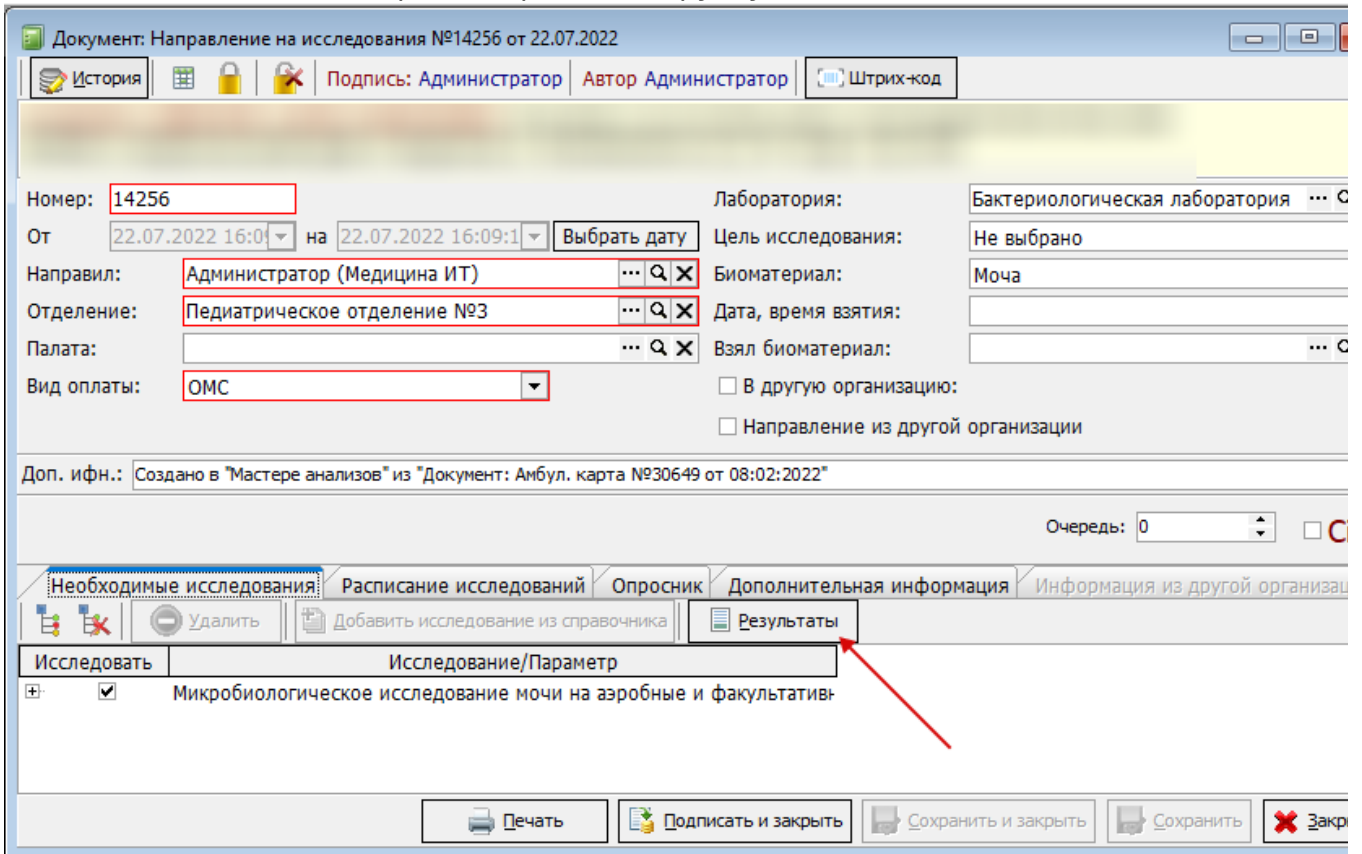 Документ: Направление на исследования №14256 от 22.07.2022
История Подпись: Администратор Автор Администратор Штрих-код
Номер: 14256 Лаборатория: Бактериологическая лаборатория ...
От 22.07.2022 16:09 на 22.07.2022 16:09:1 Выбрать дату Цель исследования: Не выбрано
Направил: Администратор (Медицина ИТ) ... Биоматериал: Моча
Отделение: Педиатрическое отделение №3 ... Дата, время взятия:
Палата: ... Взял биоматериал: ...
Вид оплаты: ОМС В другую организацию:
Направление из другой организации
Доп. ифн.: Создано в "Мастере анализов" из "Документ: Амбул. карта №30649 от 08:02:2022"
Очередь: 0 Ci
Необходимые исследования Расписание исследований Опросник Дополнительная информация Информация из другой организац
Удалить Добавить исследование из справочника Результаты
Исследовать Исследование/Параметр
Микробиологическое исследование мочи на аэробные и факультативн
Печать Подписать и закрыть Сохранить и закрыть Сохранить Закр